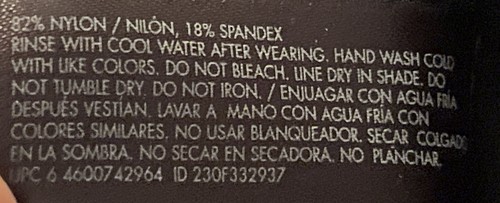 82% NYLON / NILÓN, 18% SPANDEX
RINSE WITH COOL WATER AFTER WEARING. HAND WASH COLD
WITH LIKE COLORS. DO NOT BLEACH. LINE DRY IN SHADE. DO
NOT TUMBLE DRY. DO NOT IRON. / ENJUAGAR CON AGUA FRÍA
DESPUÉS VESTÍAN. LAVAR A MANO CON AGUA FRÍA CON
COLORES SIMILARES. NO USAR BLANQUEADOR. SECAR COLGADO
EN LA SOMBRA. NO SECAR EN SECADORA. NO PLANCHAR.
UPC 6 4600742964 ID 230F332937